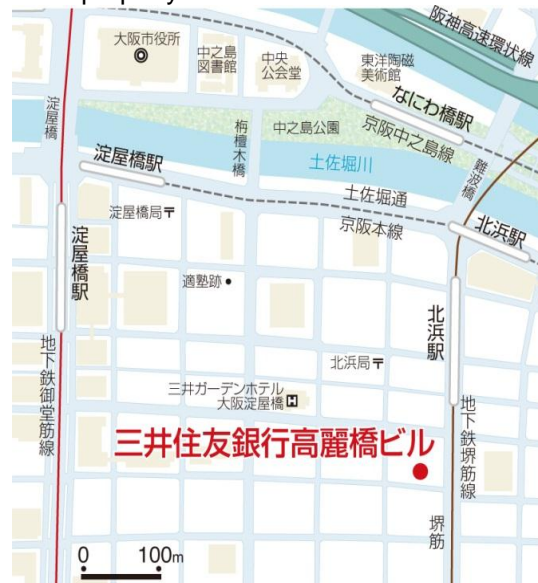 阪神高速環状線
大阪市役所
中之島
図書館
中央
公会堂
東洋陶磁
美術館
なにわ橋駅
淀屋橋
栴檀木橋
中之島公園
京阪中之島線
難波橋
淀屋橋駅
土佐堀川
土佐堀通
淀屋橋局〒
京阪本線
北浜駅
淀屋橋駅
適塾跡
北浜駅
北浜局〒
三井ガーデンホテル
大阪淀屋橋 H
地下鉄御堂筋線
地下鉄堺筋線
三井住友銀行高麗橋ビル
堺筋
0 100m